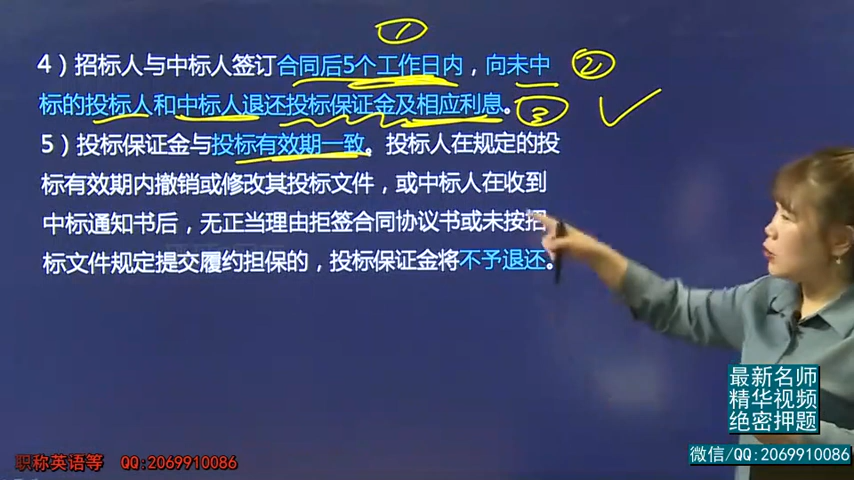 ①
4）招标人与中标人签订合同后5个工作日内，向未中 ②
标的投标人和中标人退还投标保证金及相应利息。③
5）投标保证金与投标有效期一致。投标人在规定的投
标有效期内撤销或修改其投标文件，或中标人在收到
中标通知书后，无正当理由拒签合同协议书或未按招
标文件规定提交履约担保的，投标保证金将不予退还。
最新名师
精华视频
绝密押题
微信/QQ:2069910086
职称英语等 QQ:2069910086